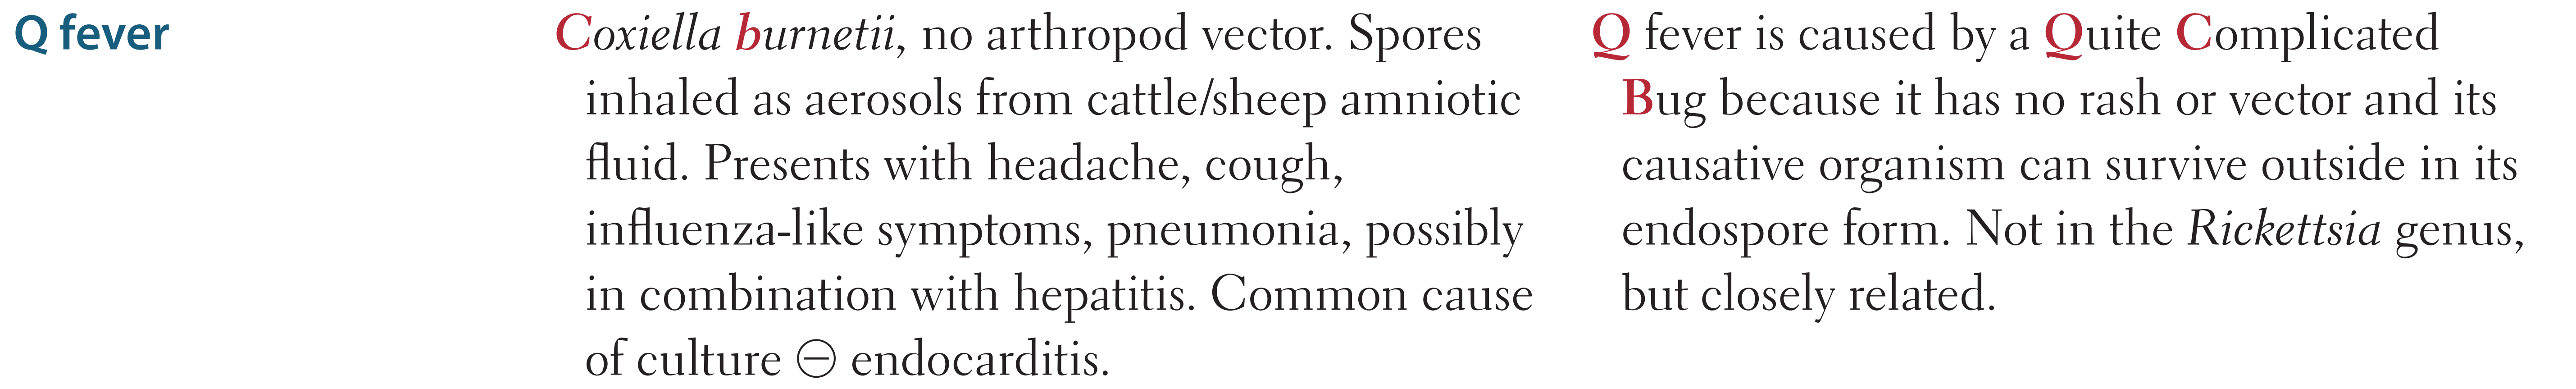 Q fever
Coxiella burnetii, no arthropod vector. Spores
inhaled as aerosols from cattle/sheep amniotic
fluid. Presents with headache, cough,
influenza-like symptoms, pneumonia, possibly
in combination with hepatitis. Common cause
of culture ⊖ endocarditis.
Q fever is caused by a Quite Complicated
Bug because it has no rash or vector and its
causative organism can survive outside in its
endospore form. Not in the Rickettsia genus,
but closely related.